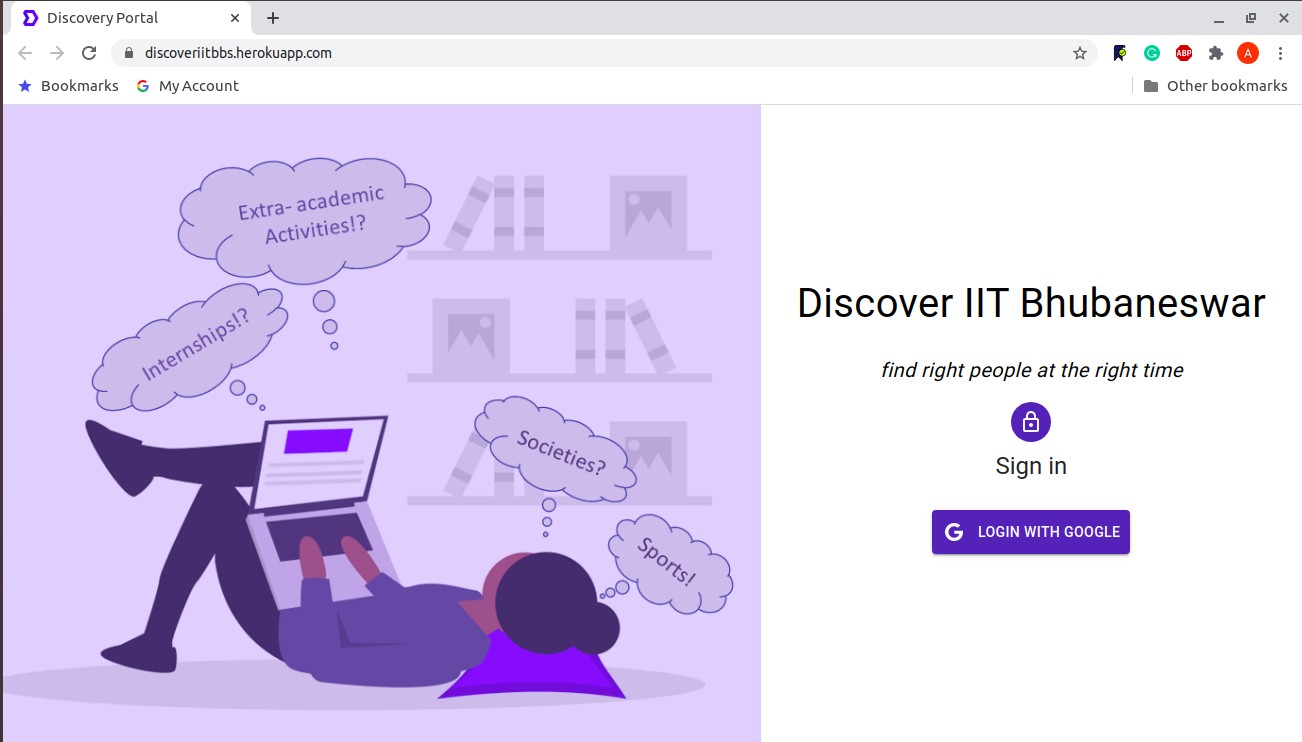 Discovery Portal
discoveriitbbs.herokuapp.com
ABP
A
Bookmarks
My Account
Other bookmarks
Extra- academic
Activities!?
Internships!?
Societies?
Sports!
Discover IIT Bhubaneswar
find right people at the right time
Sign in
G LOGIN WITH GOOGLE